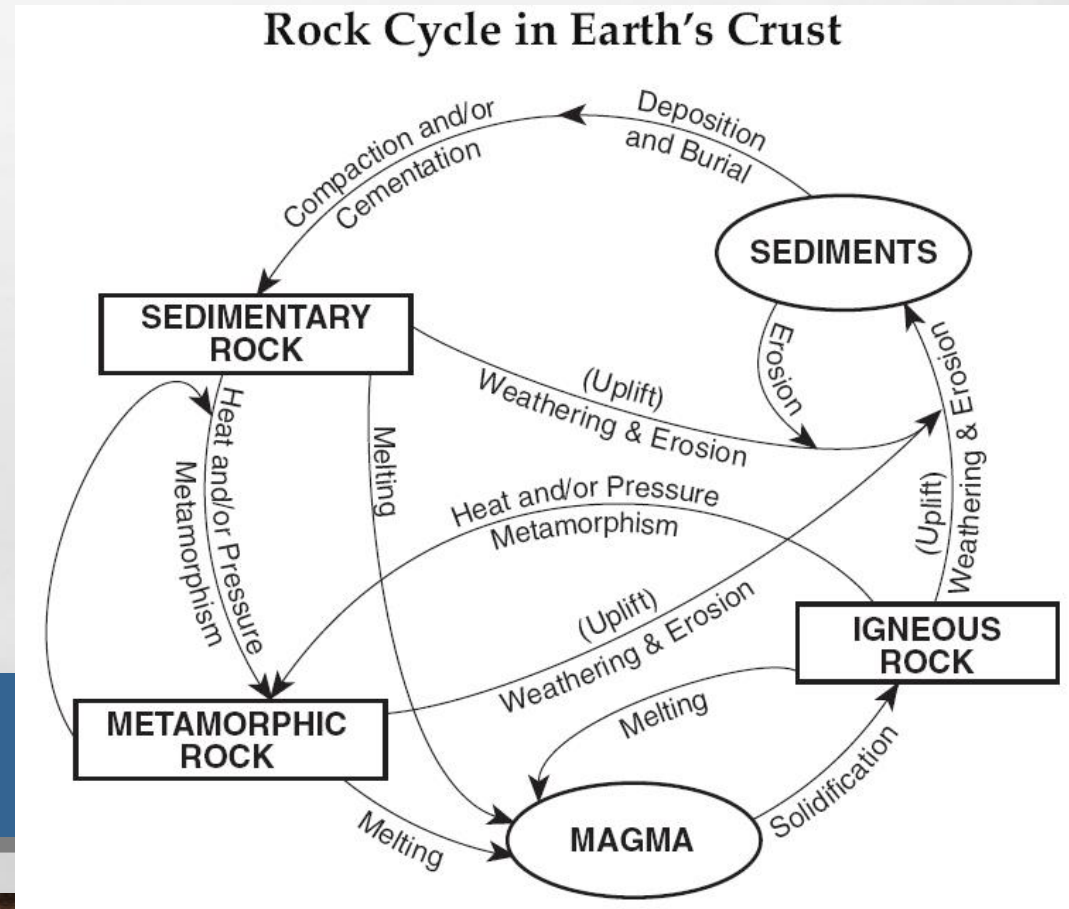 Rock Cycle in Earth's Crust
Deposition
and Burial
Compaction and/or
Cementation
SEDIMENTS
SEDIMENTARY
ROCK
Erosion
(Uplift)
Weathering & Erosion
(Uplift)
Weathering & Erosion
Heat and/or Pressure
Metamorphism
Melting
Heat and/or Pressure
Metamorphism
(Uplift)
Weathering & Erosion
IGNEOUS
ROCK
METAMORPHIC
ROCK
Melting
Melting
MAGMA
Solidification